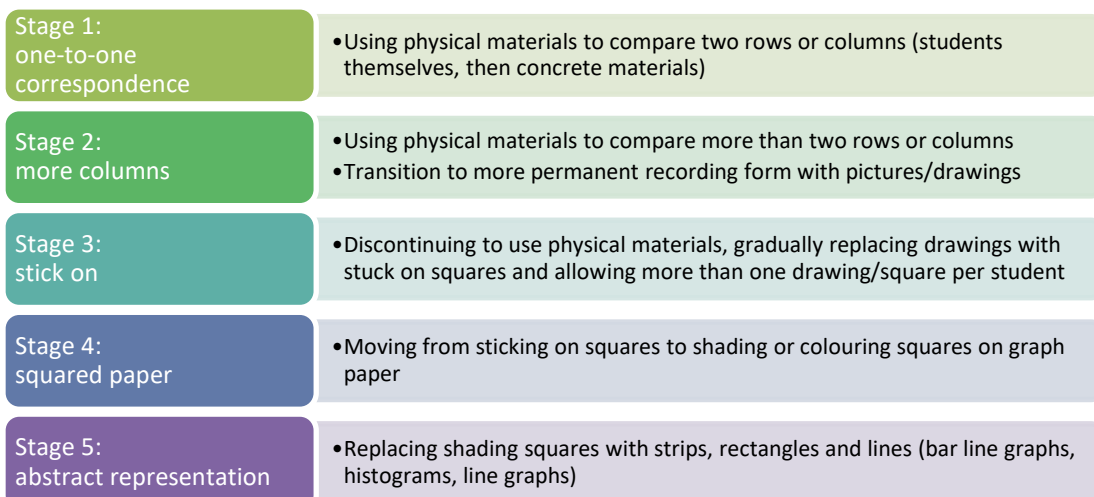 Stage 1:
one-to-one
correspondence
•Using physical materials to compare two rows or columns (students
themselves, then concrete materials)
Stage 2:
more columns
•Using physical materials to compare more than two rows or columns
•Transition to more permanent recording form with pictures/drawings
Stage 3:
stick on
•Discontinuing to use physical materials, gradually replacing drawings with
stuck on squares and allowing more than one drawing/square per student
Stage 4:
squared paper
•Moving from sticking on squares to shading or colouring squares on graph
paper
Stage 5:
abstract representation
•Replacing shading squares with strips, rectangles and lines (bar line graphs,
histograms, line graphs)